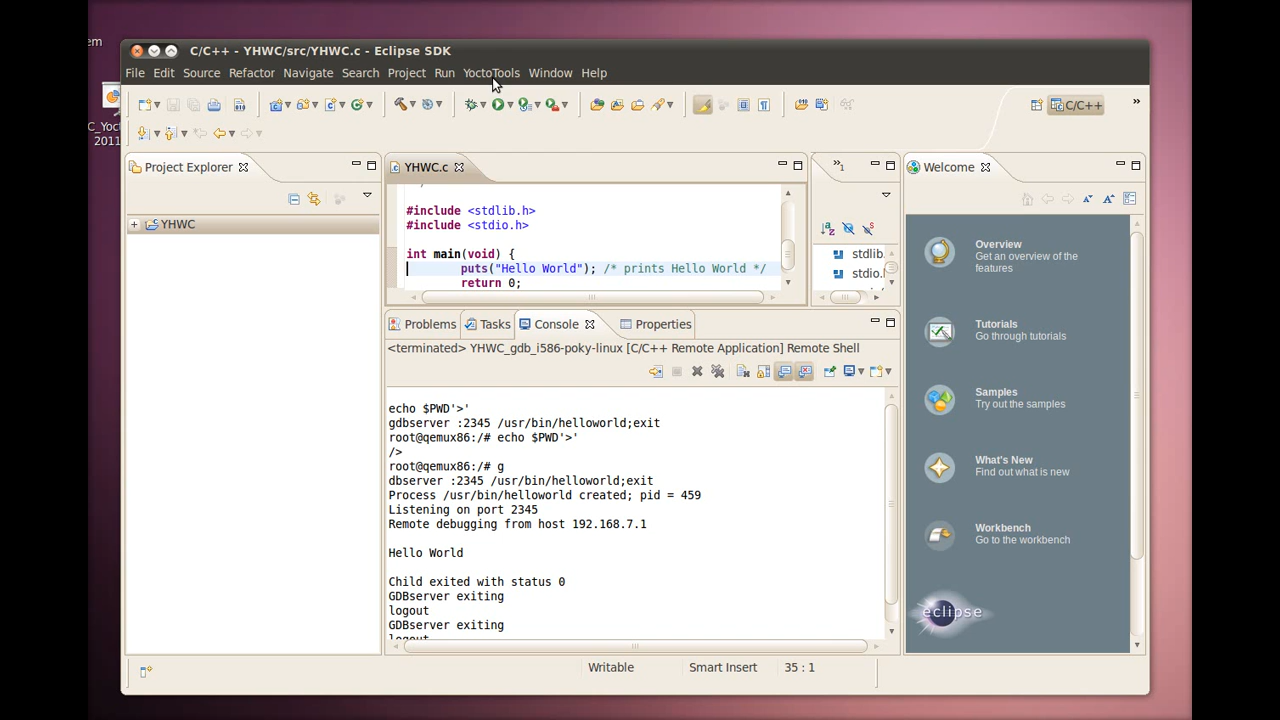 em
C_Yoct
2011
C/C++ - YHWC/src/YHWC.c - Eclipse SDK
File Edit Source Refactor Navigate Search Project Run YoctoTools Window Help
C/C++
»
Project Explorer
YHWC
YHWC.c
#include <stdlib.h>
#include <stdio.h>
int main(void) {
puts("Hello World"); /* prints Hello World */
return 0;
»1
stdlib.
stdio.h
Problems Tasks Console Properties
<terminated> YHWC_gdb_i586-poky-linux [C/C++ Remote Application] Remote Shell
echo $PWD'>'
gdbserver :2345 /usr/bin/helloworld;exit
root@qemux86:/# echo $PWD'>'
/>
root@qemux86:/# g
dbserver :2345 /usr/bin/helloworld;exit
Process /usr/bin/helloworld created; pid = 459
Listening on port 2345
Remote debugging from host 192.168.7.1
Hello World
Child exited with status 0
GDBserver exiting
logout
GDBserver exiting
logout
Welcome
Overview
Get an overview of the
features
Tutorials
Go through tutorials
Samples
Try out the samples
What's New
Find out what is new
Workbench
Go to the workbench
eclipse
Writable Smart Insert 35 : 1